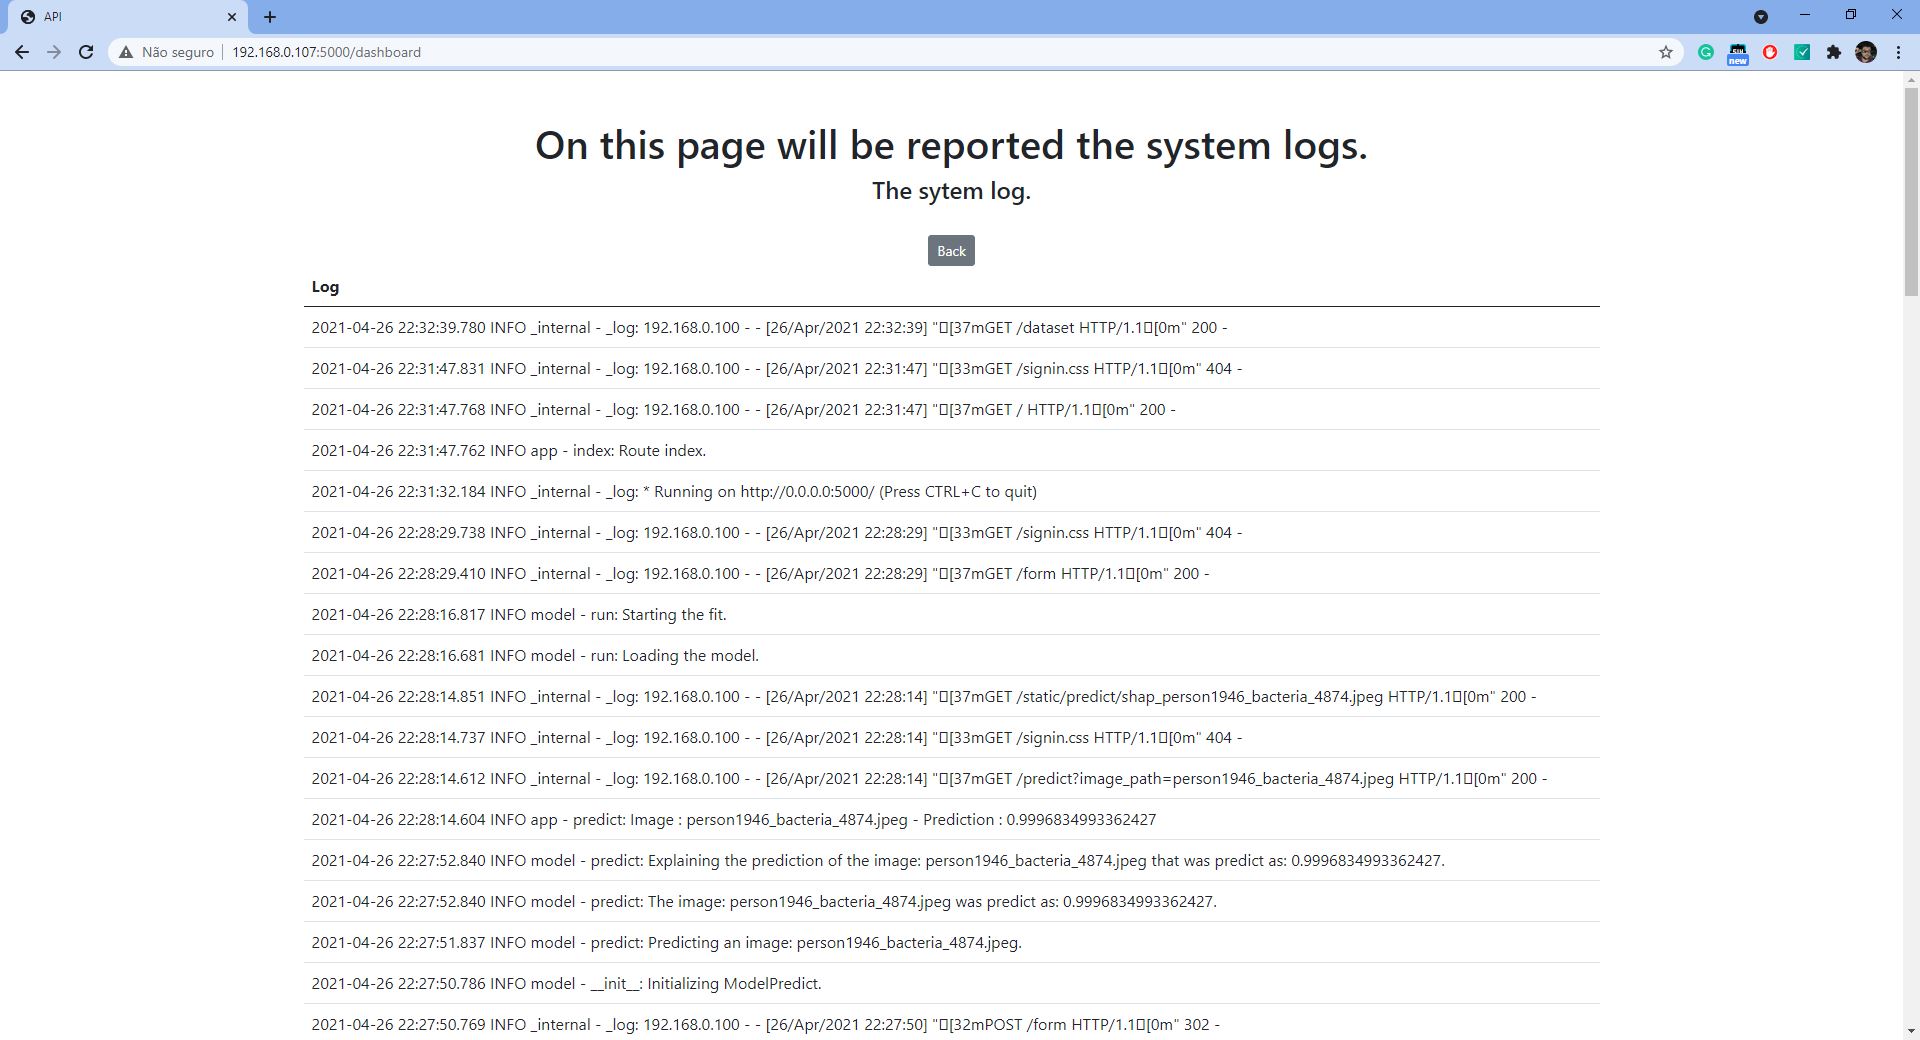 API
Não seguro 192.168.0.107:5000/dashboard
new
On this page will be reported the system logs.
The sytem log.
Back
Log
2021-04-26 22:32:39.780 INFO _internal - _log: 192.168.0.100 - - [26/Apr/2021 22:32:39] "▯[37mGET /dataset HTTP/1.1▯[0m" 200 -
2021-04-26 22:31:47.831 INFO _internal - _log: 192.168.0.100 - - [26/Apr/2021 22:31:47] "▯[33mGET /signin.css HTTP/1.1▯[0m" 404 -
2021-04-26 22:31:47.768 INFO _internal - _log: 192.168.0.100 - - [26/Apr/2021 22:31:47] "▯[37mGET / HTTP/1.1▯[0m" 200 -
2021-04-26 22:31:47.762 INFO app - index: Route index.
2021-04-26 22:31:32.184 INFO _internal - _log: * Running on http://0.0.0.0:5000/ (Press CTRL+C to quit)
2021-04-26 22:28:29.738 INFO _internal - _log: 192.168.0.100 - - [26/Apr/2021 22:28:29] "▯[33mGET /signin.css HTTP/1.1▯[0m" 404 -
2021-04-26 22:28:29.410 INFO _internal - _log: 192.168.0.100 - - [26/Apr/2021 22:28:29] "▯[37mGET /form HTTP/1.1▯[0m" 200 -
2021-04-26 22:28:16.817 INFO model - run: Starting the fit.
2021-04-26 22:28:16.681 INFO model - run: Loading the model.
2021-04-26 22:28:14.851 INFO _internal - _log: 192.168.0.100 - - [26/Apr/2021 22:28:14] "▯[37mGET /static/predict/shap_person1946_bacteria_4874.jpeg HTTP/1.1▯[0m" 200 -
2021-04-26 22:28:14.737 INFO _internal - _log: 192.168.0.100 - - [26/Apr/2021 22:28:14] "▯[33mGET /signin.css HTTP/1.1▯[0m" 404 -
2021-04-26 22:28:14.612 INFO _internal - _log: 192.168.0.100 - - [26/Apr/2021 22:28:14] "▯[37mGET /predict?image_path=person1946_bacteria_4874.jpeg HTTP/1.1▯[0m" 200 -
2021-04-26 22:28:14.604 INFO app - predict: Image : person1946_bacteria_4874.jpeg - Prediction : 0.9996834993362427
2021-04-26 22:27:52.840 INFO model - predict: Explaining the prediction of the image: person1946_bacteria_4874.jpeg that was predict as: 0.9996834993362427.
2021-04-26 22:27:52.840 INFO model - predict: The image: person1946_bacteria_4874.jpeg was predict as: 0.9996834993362427.
2021-04-26 22:27:51.837 INFO model - predict: Predicting an image: person1946_bacteria_4874.jpeg.
2021-04-26 22:27:50.786 INFO model - __init__: Initializing ModelPredict.
2021-04-26 22:27:50.769 INFO _internal - _log: 192.168.0.100 - - [26/Apr/2021 22:27:50] "▯[32mPOST /form HTTP/1.1▯[0m" 302 -